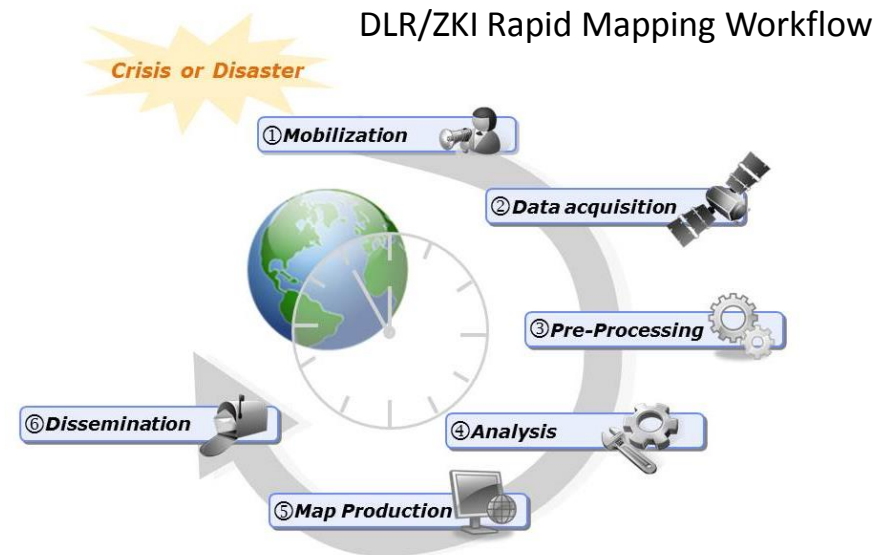 DLR/ZKI Rapid Mapping Workflow
Crisis or Disaster
①Mobilization
②Data acquisition
③Pre-Processing
④Analysis
⑤Map Production
⑥Dissemination